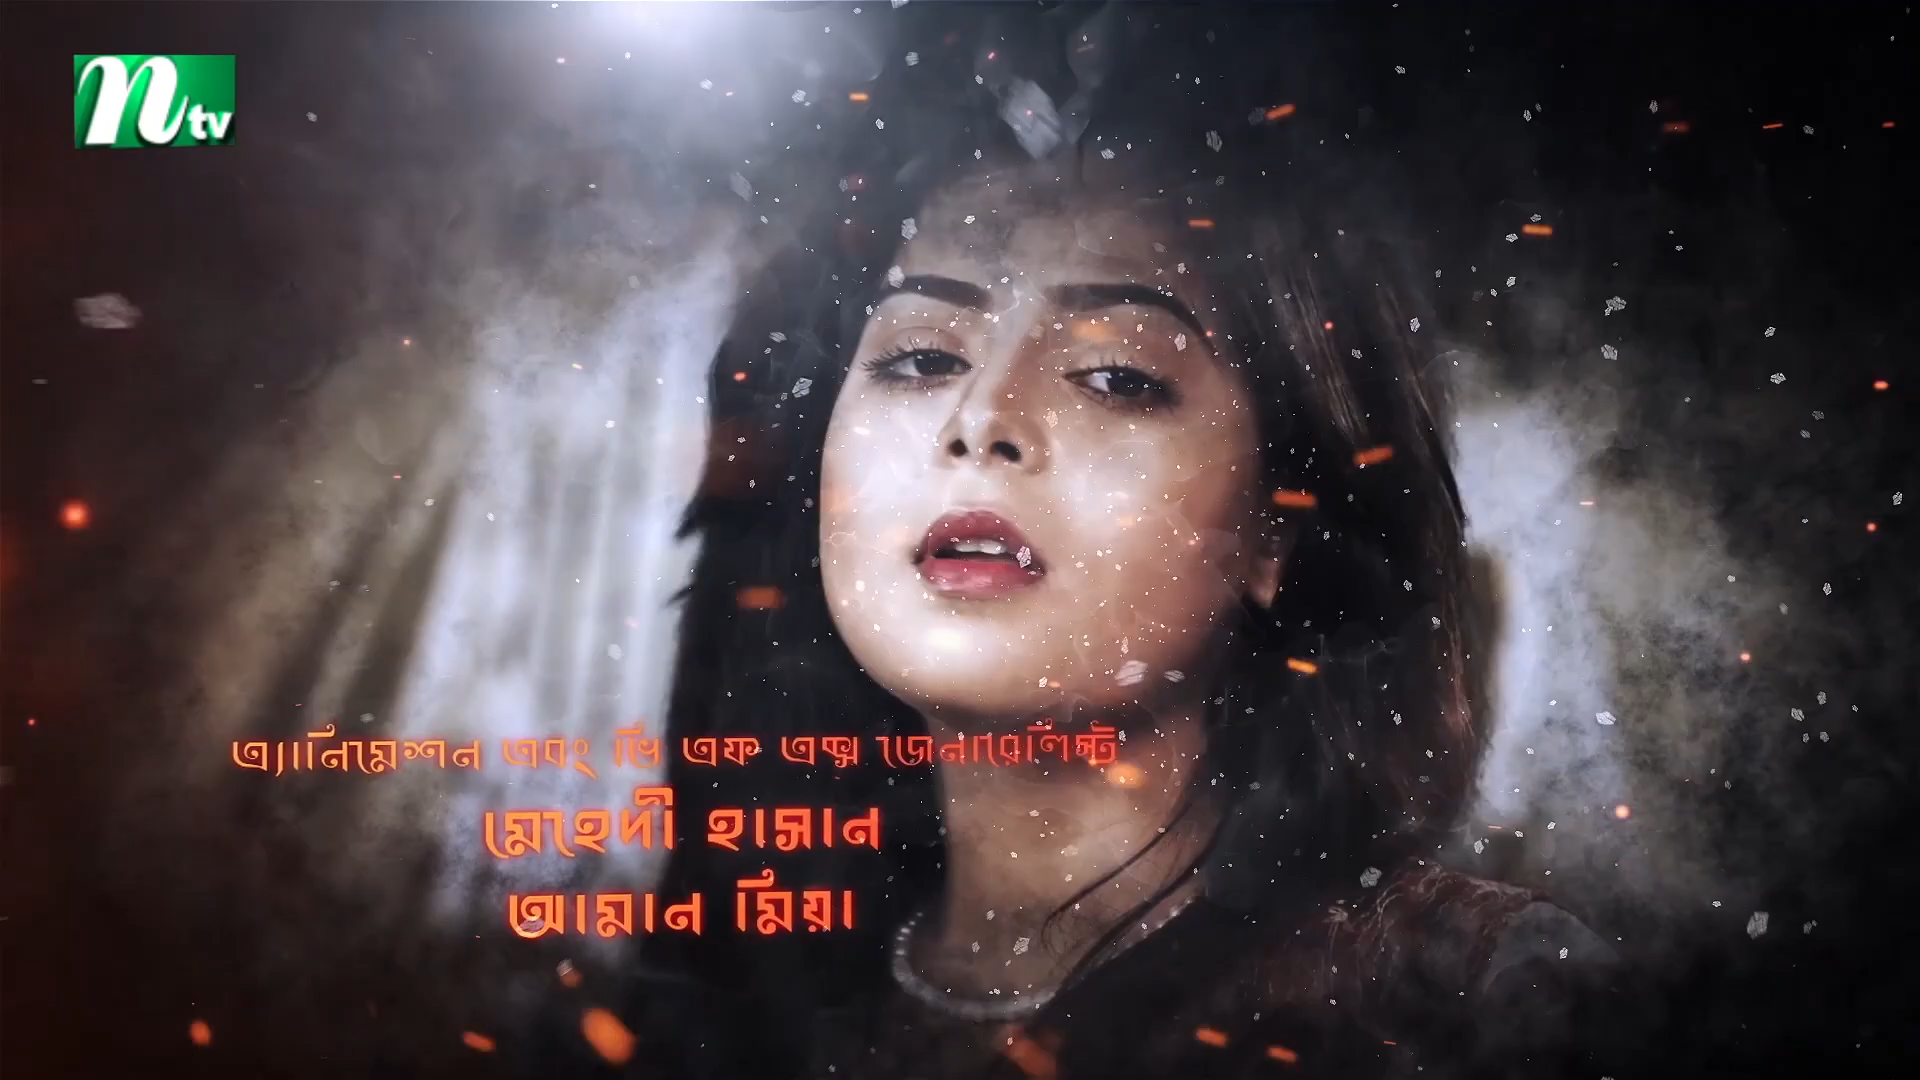 ntv
এ্যানিমেশন এবং ভি এফ এক্স জেনারেলিস্ট
মেহেদী হাসান
আমান মিয়া